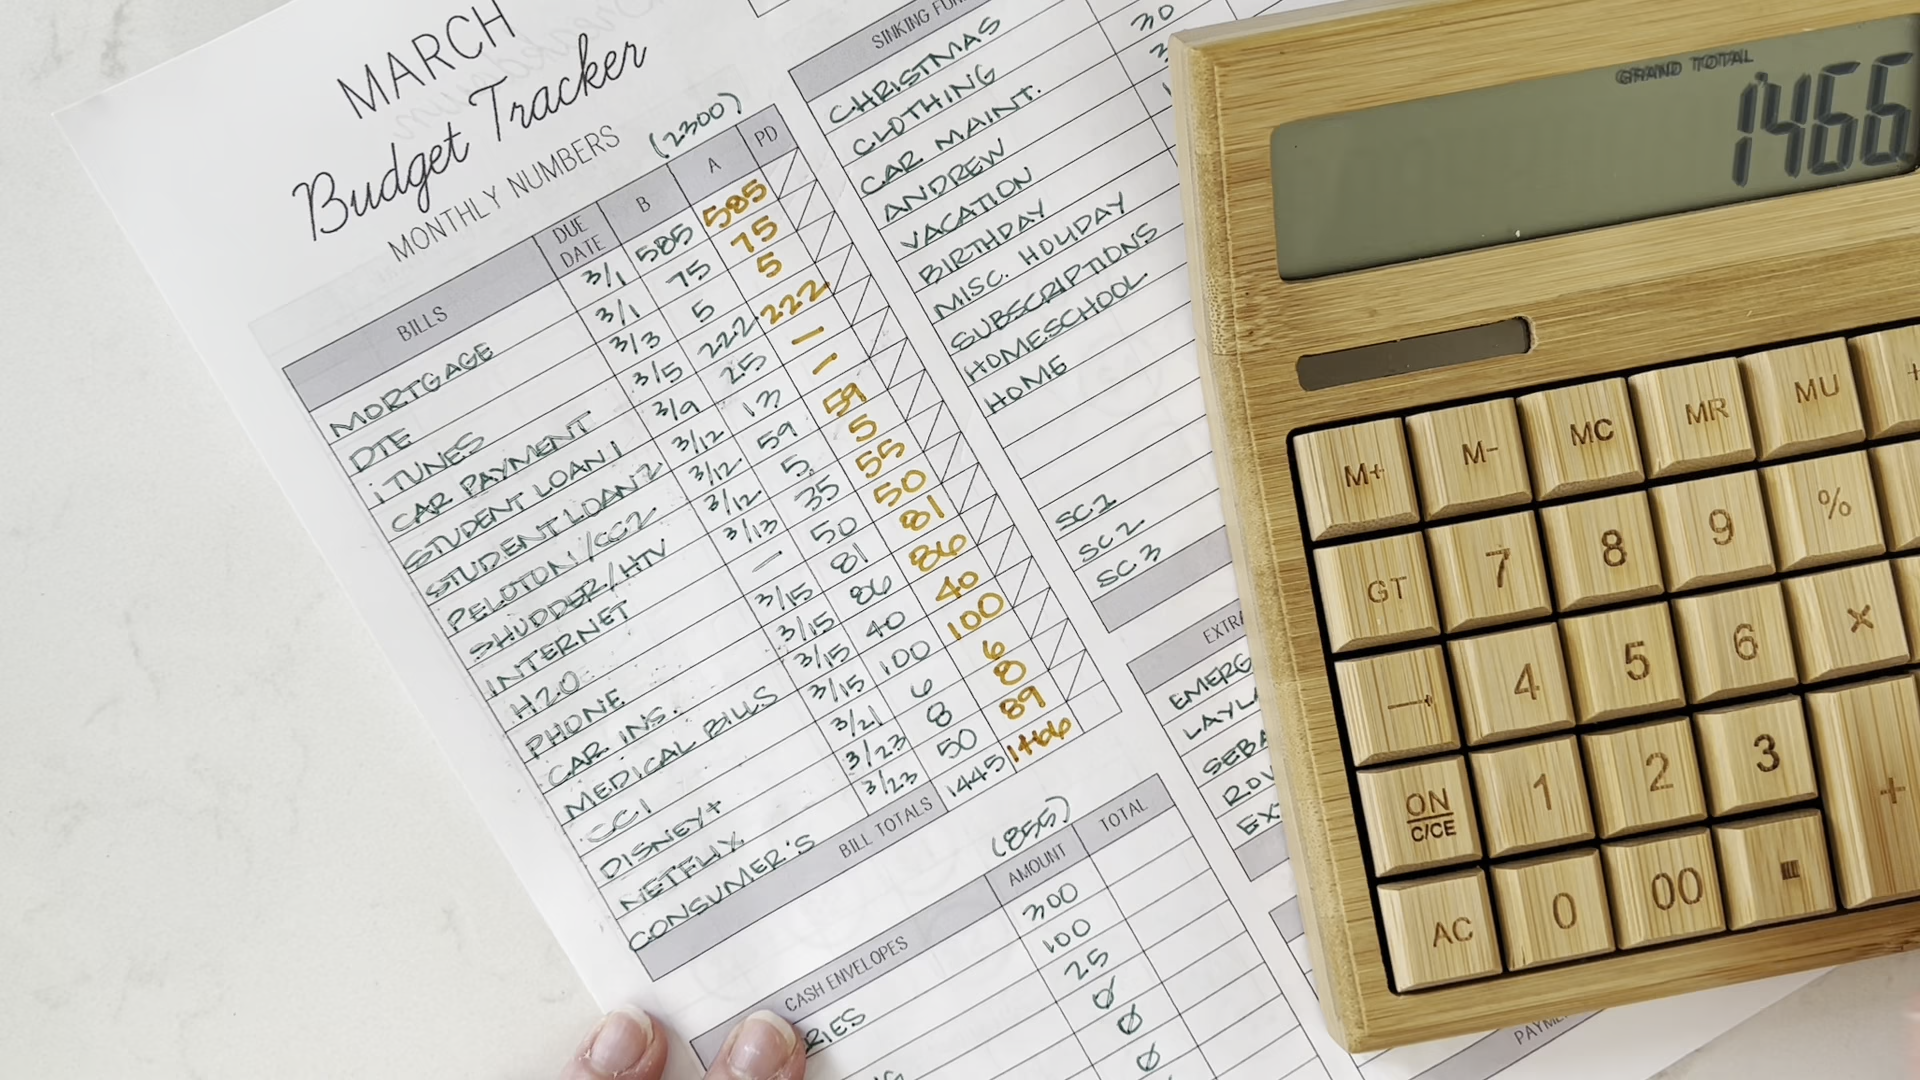 MARCH
Budget Tracker
MONTHLY NUMBERS
(2300)
BILLS DUE DATE B A PD
MORTGAGE 3/1 585 585
DTE 3/1 75 75
iTUNES 3/3 5 5
CAR PAYMENT 3/5 222 222
STUDENT LOAN 1 3/9 25 —
STUDENT LOAN 2 3/12 13 —
PELOTON/CC2 3/12 59 59
SHUDDER/HTV 3/12 5 5
INTERNET 3/13 35 55
H2O — 50 50
PHONE 3/15 81 81
CAR INS. 3/15 86 86
MEDICAL BILLS 3/15 40 40
CC1 3/15 100 100
DISNEY+ 3/21 6 6
NETFLIX 3/23 8 8
CONSUMER'S 3/23 50 89
BILL TOTALS 1445 1466
(855)
CASH ENVELOPES AMOUNT TOTAL
300
100
25
Ø
Ø
Ø
SINKING
CHRISTMAS 30
CLOTHING
CAR MAINT.
ANDREW
VACATION
BIRTHDAY
MISC. HOLIDAY
SUBSCRIPTIONS
HOMESCHOOL
HOME
SC1
SC2
SC3
EXTRA
EMERG
GRAND TOTAL
1466
M+ M- MC MR MU +
GT 7 8 9 %
4 5 6 ×
ON C/CE 1 2 3 +
AC 0 00 =